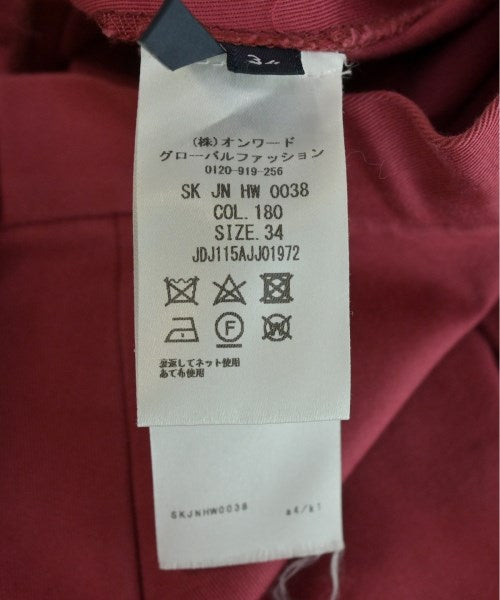 34
(株)オンワード
グローバルファッション
0120-919-256
SK JN HW 0038
COL. 180
SIZE. 34
JDJ115AJJ01972
F
W
裏返してネット使用
あて布使用
SKJNHW0038 a4/k1